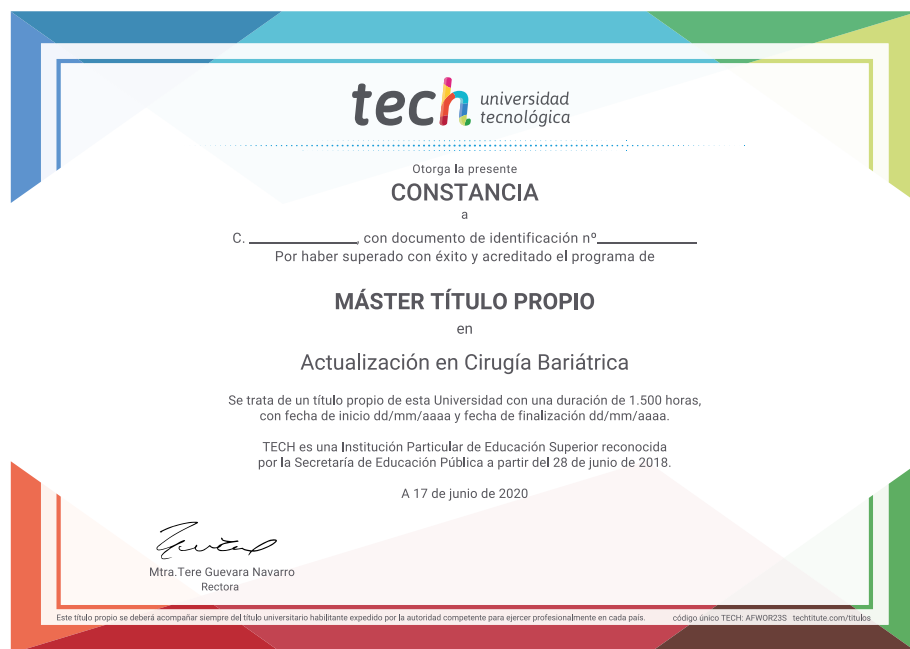 tech universidad
tecnológica
Otorga la presente
CONSTANCIA
a
C. ______________, con documento de identificación nº_____________
Por haber superado con éxito y acreditado el programa de
MÁSTER TÍTULO PROPIO
en
Actualización en Cirugía Bariátrica
Se trata de un título propio de esta Universidad con una duración de 1.500 horas,
con fecha de inicio dd/mm/aaaa y fecha de finalización dd/mm/aaaa.
TECH es una Institución Particular de Educación Superior reconocida
por la Secretaría de Educación Pública a partir del 28 de junio de 2018.
A 17 de junio de 2020
Mtra.Tere Guevara Navarro
Rectora
Este título propio se deberá acompañar siempre del título universitario habilitante expedido por la autoridad competente para ejercer profesionalmente en cada país. código único TECH: AFWOR23S techtitute.com/titulos